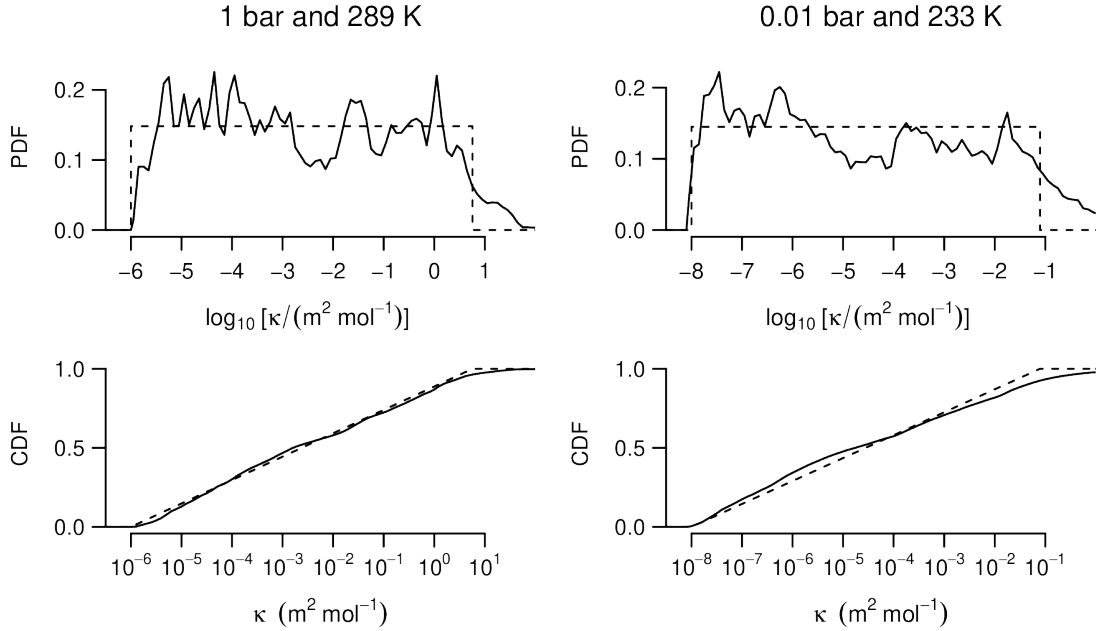 1 bar and 289 K
PDF
0.2
0.1
0.0
−6 −5 −4 −3 −2 −1 0 1
log₁₀ [κ/(m² mol⁻¹)]
0.01 bar and 233 K
PDF
0.2
0.1
0.0
−8 −7 −6 −5 −4 −3 −2 −1
log₁₀ [κ/(m² mol⁻¹)]
CDF
1.0
0.5
0.0
10⁻⁶ 10⁻⁵ 10⁻⁴ 10⁻³ 10⁻² 10⁻¹ 10⁰ 10¹
κ (m² mol⁻¹)
CDF
1.0
0.5
0.0
10⁻⁸ 10⁻⁷ 10⁻⁶ 10⁻⁵ 10⁻⁴ 10⁻³ 10⁻² 10⁻¹
κ (m² mol⁻¹)